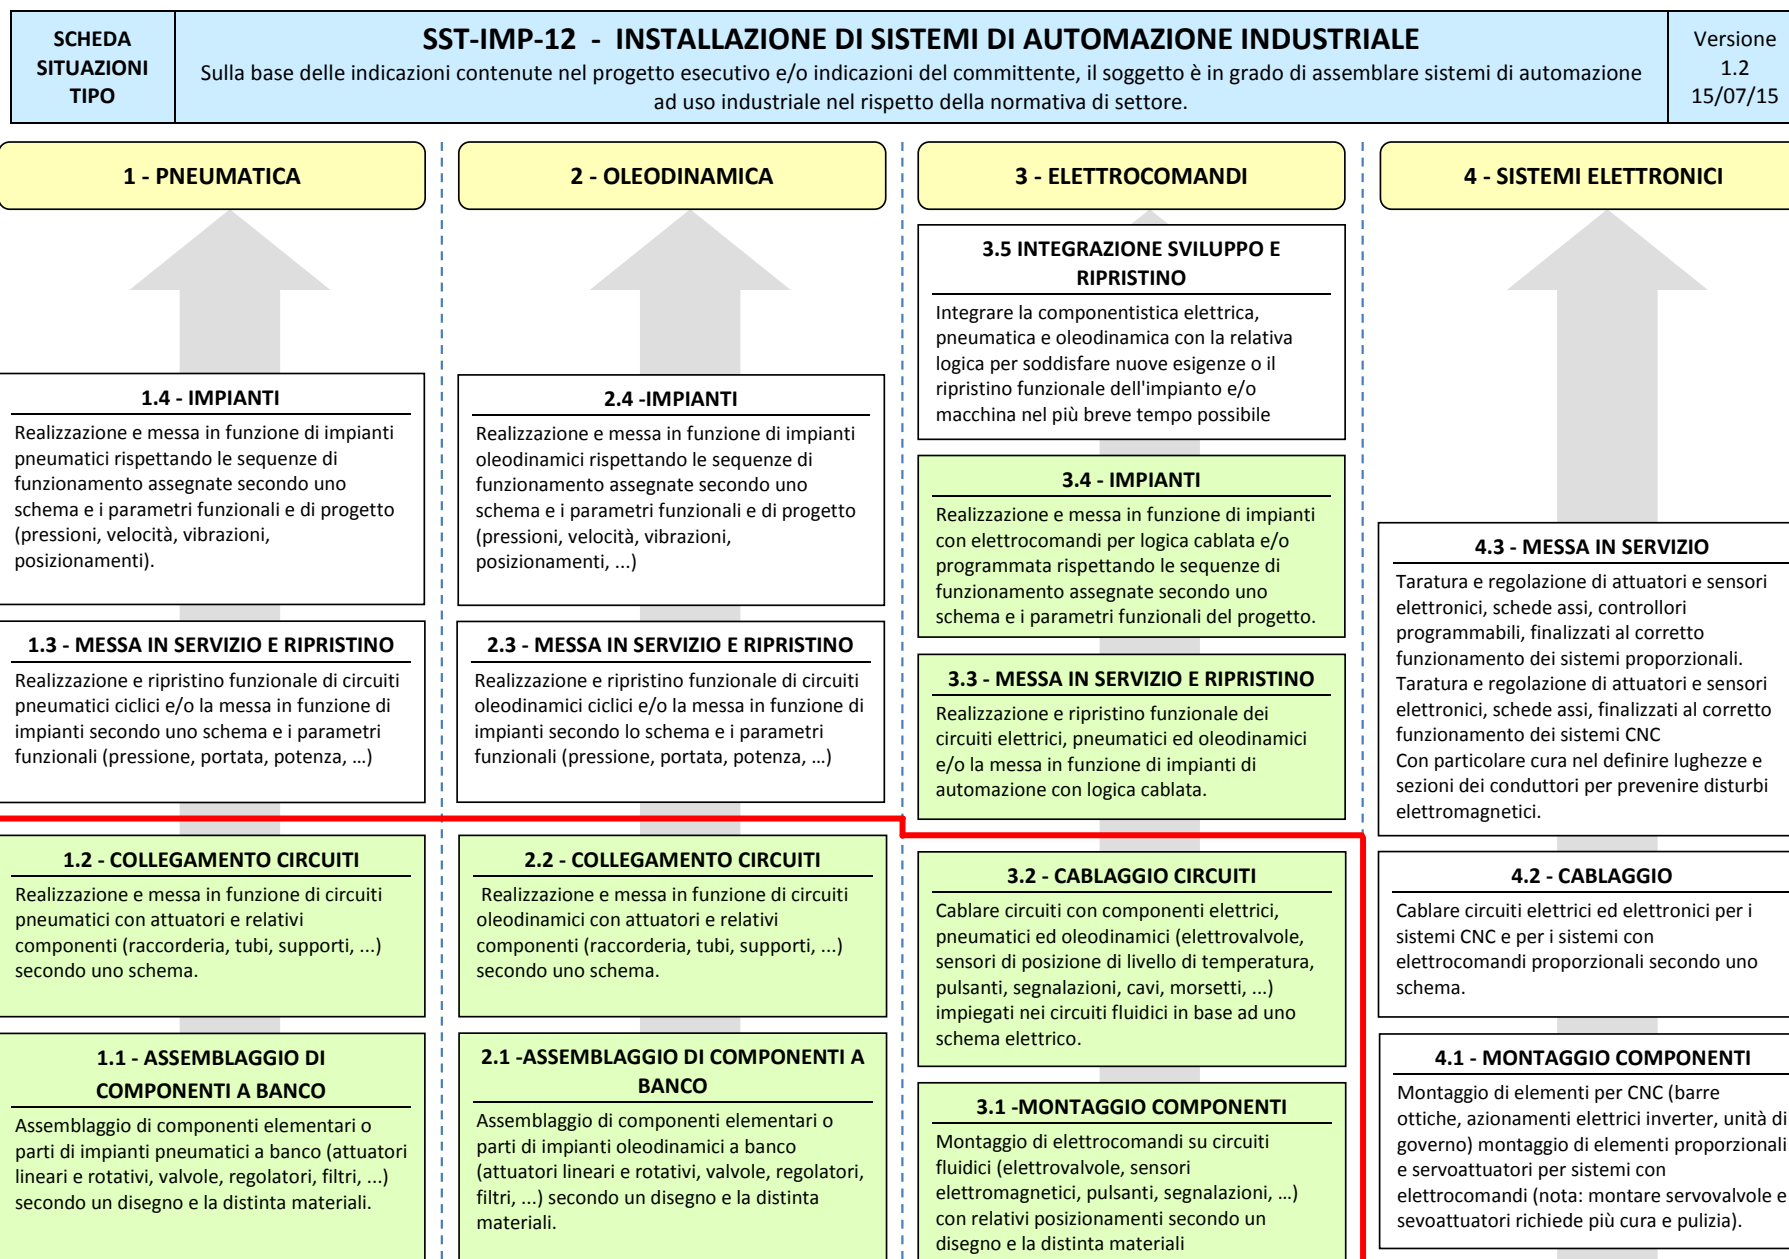 SCHEDA
SITUAZIONI
TIPO
SST-IMP-12 - INSTALLAZIONE DI SISTEMI DI AUTOMAZIONE INDUSTRIALE
Sulla base delle indicazioni contenute nel progetto esecutivo e/o indicazioni del committente, il soggetto è in grado di assemblare sistemi di automazione
ad uso industriale nel rispetto della normativa di settore.
Versione
1.2
15/07/15
1 - PNEUMATICA
1.4 - IMPIANTI
Realizzazione e messa in funzione di impianti
pneumatici rispettando le sequenze di
funzionamento assegnate secondo uno
schema e i parametri funzionali e di progetto
(pressioni, velocità, vibrazioni,
posizionamenti).
1.3 - MESSA IN SERVIZIO E RIPRISTINO
Realizzazione e ripristino funzionale di circuiti
pneumatici ciclici e/o la messa in funzione di
impianti secondo uno schema e i parametri
funzionali (pressione, portata, potenza, ...)
1.2 - COLLEGAMENTO CIRCUITI
Realizzazione e messa in funzione di circuiti
pneumatici con attuatori e relativi
componenti (raccorderia, tubi, supporti, ...)
secondo uno schema.
1.1 - ASSEMBLAGGIO DI
COMPONENTI A BANCO
Assemblaggio di componenti elementari o
parti di impianti pneumatici a banco (attuatori
lineari e rotativi, valvole, regolatori, filtri, ...)
secondo un disegno e la distinta materiali.
2 - OLEODINAMICA
2.4 -IMPIANTI
Realizzazione e messa in funzione di impianti
oleodinamici rispettando le sequenze di
funzionamento assegnate secondo uno
schema e i parametri funzionali e di progetto
(pressioni, velocità, vibrazioni,
posizionamenti, ...)
2.3 - MESSA IN SERVIZIO E RIPRISTINO
Realizzazione e ripristino funzionale di circuiti
oleodinamici ciclici e/o la messa in funzione di
impianti secondo lo schema e i parametri
funzionali (pressione, portata, potenza, ...)
2.2 - COLLEGAMENTO CIRCUITI
Realizzazione e messa in funzione di circuiti
oleodinamici con attuatori e relativi
componenti (raccorderia, tubi, supporti, ...)
secondo uno schema.
2.1 -ASSEMBLAGGIO DI COMPONENTI A
BANCO
Assemblaggio di componenti elementari o
parti di impianti oleodinamici a banco
(attuatori lineari e rotativi, valvole, regolatori,
filtri, ...) secondo un disegno e la distinta
materiali.
3 - ELETTROCOMANDI
3.5 INTEGRAZIONE SVILUPPO E
RIPRISTINO
Integrare la componentistica elettrica,
pneumatica e oleodinamica con la relativa
logica per soddisfare nuove esigenze o il
ripristino funzionale dell'impianto e/o
macchina nel più breve tempo possibile
3.4 - IMPIANTI
Realizzazione e messa in funzione di impianti
con elettrocomandi per logica cablata e/o
programmata rispettando le sequenze di
funzionamento assegnate secondo uno
schema e i parametri funzionali del progetto.
3.3 - MESSA IN SERVIZIO E RIPRISTINO
Realizzazione e ripristino funzionale dei
circuiti elettrici, pneumatici ed oleodinamici
e/o la messa in funzione di impianti di
automazione con logica cablata.
3.2 - CABLAGGIO CIRCUITI
Cablare circuiti con componenti elettrici,
pneumatici ed oleodinamici (elettrovalvole,
sensori di posizione di livello di temperatura,
pulsanti, segnalazioni, cavi, morsetti, ...)
impiegati nei circuiti fluidici in base ad uno
schema elettrico.
3.1 -MONTAGGIO COMPONENTI
Montaggio di elettrocomandi su circuiti
fluidici (elettrovalvole, sensori
elettromagnetici, pulsanti, segnalazioni, ...)
con relativi posizionamenti secondo un
disegno e la distinta materiali
4 - SISTEMI ELETTRONICI
4.3 - MESSA IN SERVIZIO
Taratura e regolazione di attuatori e sensori
elettronici, schede assi, controllori
programmabili, finalizzati al corretto
funzionamento dei sistemi proporzionali.
Taratura e regolazione di attuatori e sensori
elettronici, schede assi, finalizzati al corretto
funzionamento dei sistemi CNC
Con particolare cura nel definire lughezze e
sezioni dei conduttori per prevenire disturbi
elettromagnetici.
4.2 - CABLAGGIO
Cablare circuiti elettrici ed elettronici per i
sistemi CNC e per i sistemi con
elettrocomandi proporzionali secondo uno
schema.
4.1 - MONTAGGIO COMPONENTI
Montaggio di elementi per CNC (barre
ottiche, azionamenti elettrici inverter, unità di
governo) montaggio di elementi proporzionali
e servoattuatori per sistemi con
elettrocomandi (nota: montare servovalvole e
sevoattuatori richiede più cura e pulizia).